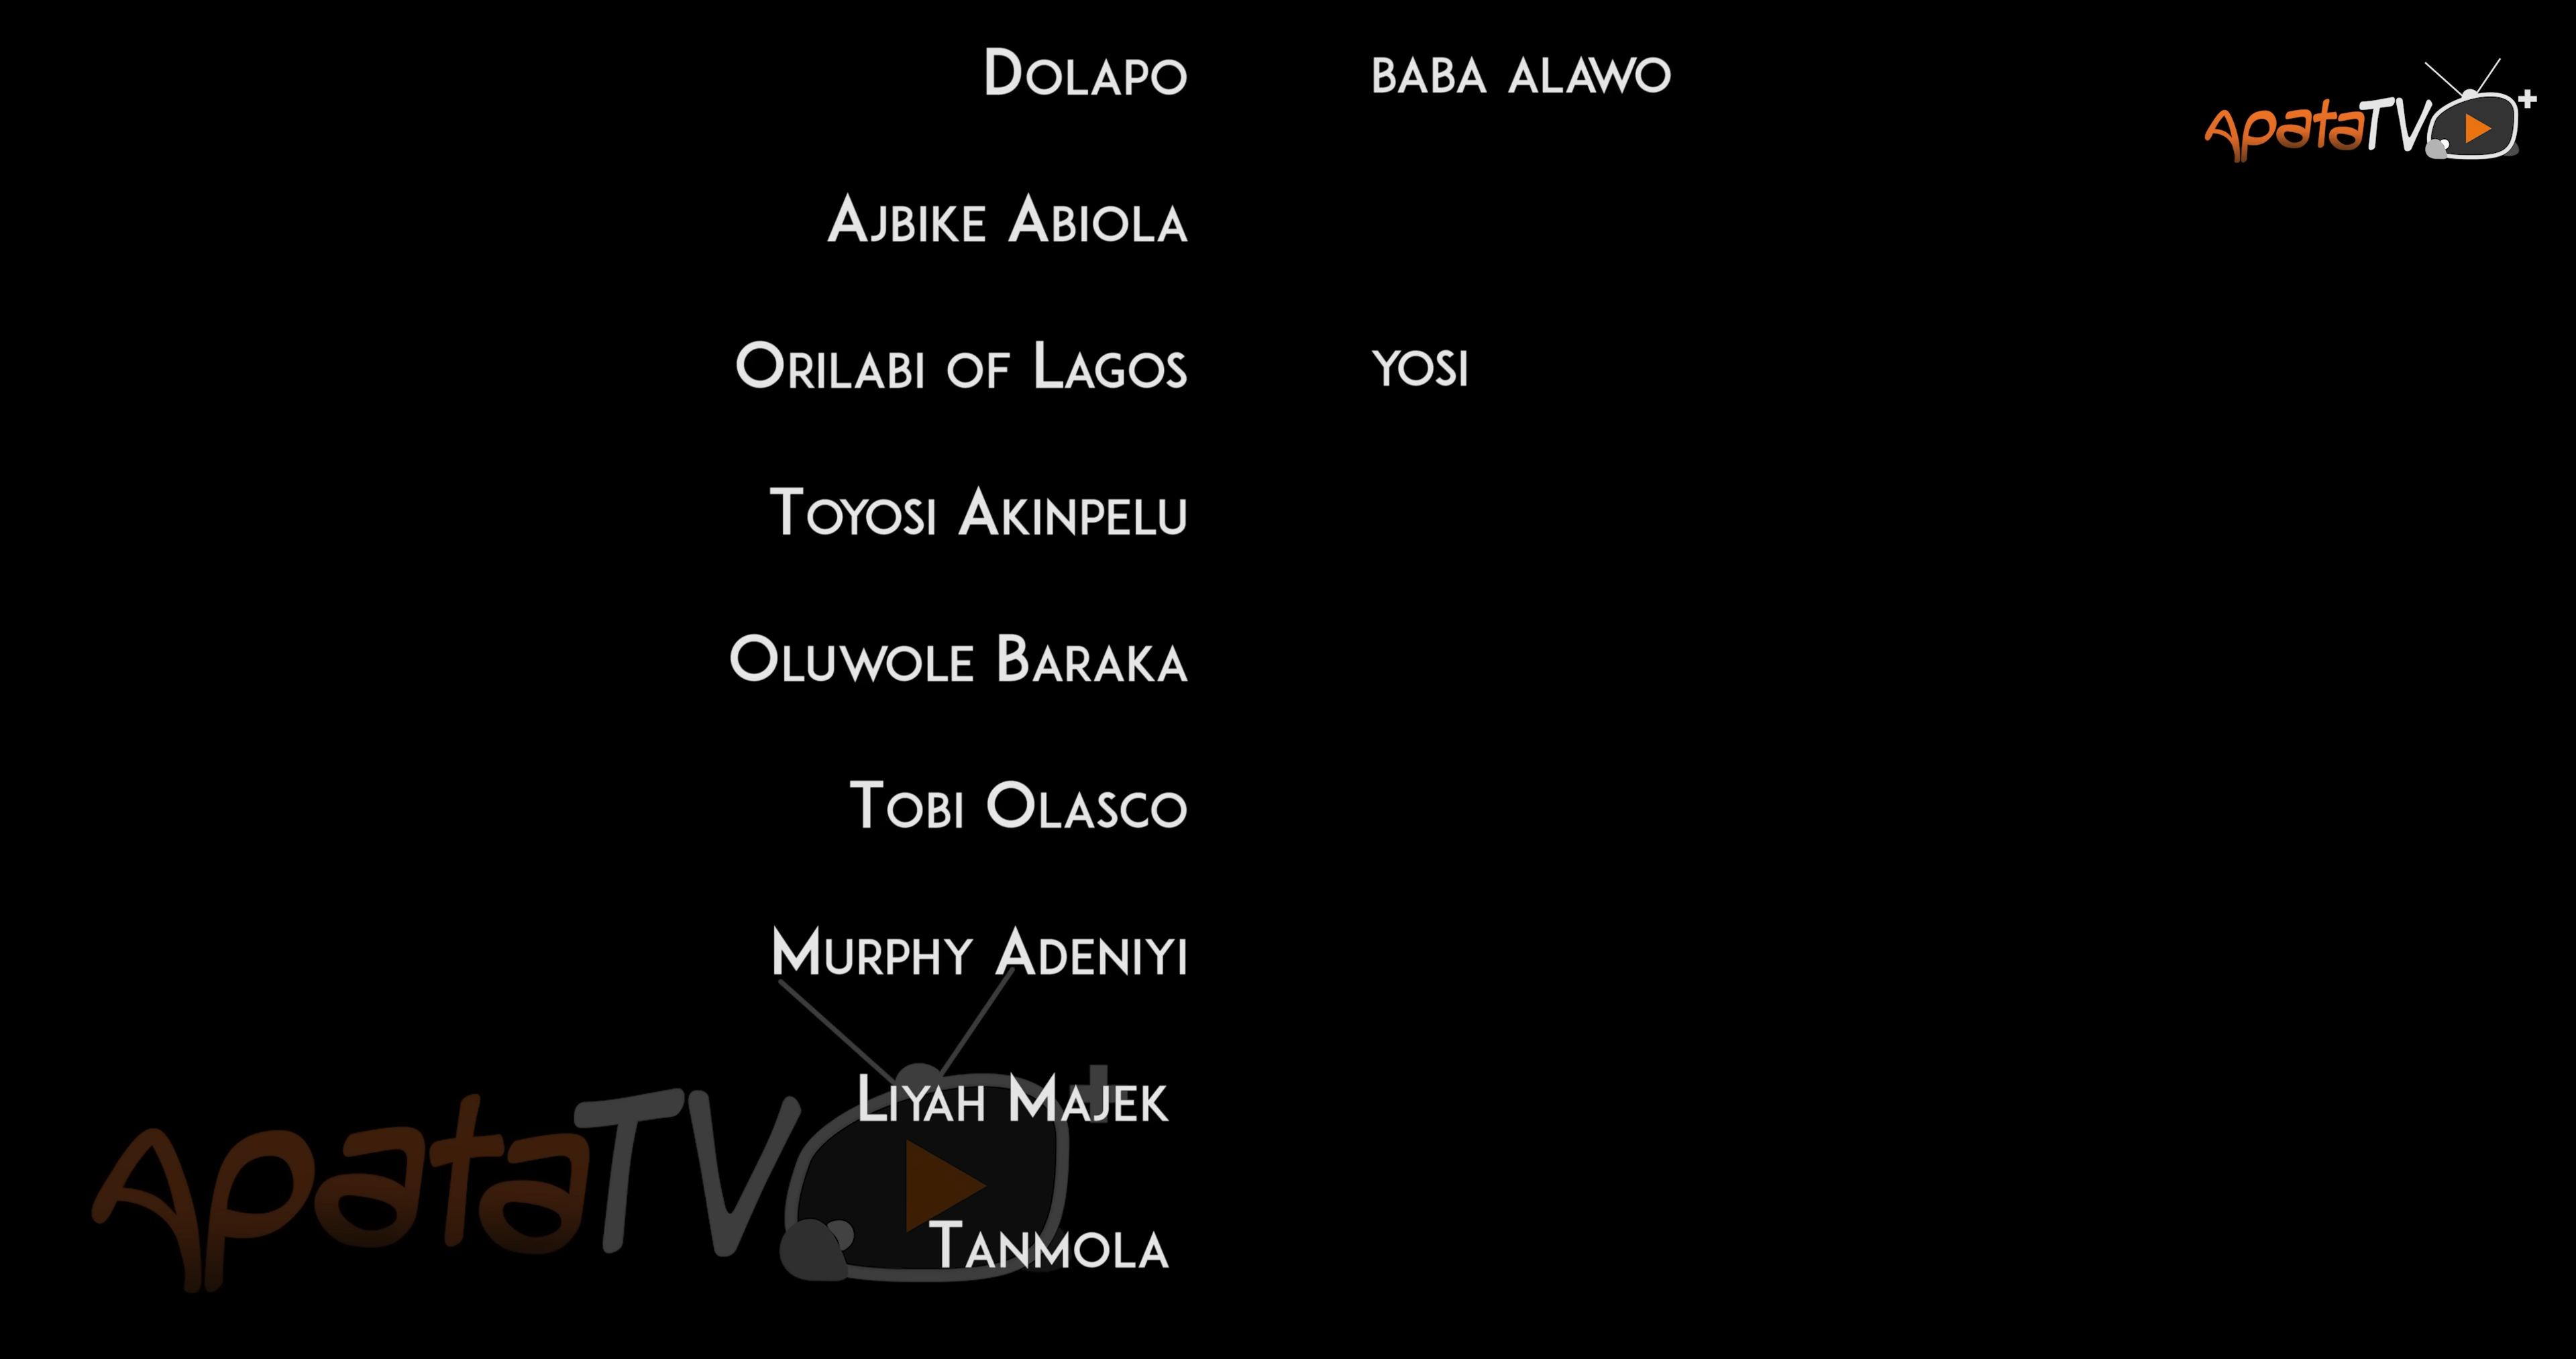 Dolapo BABA ALAWO
ApataTV+
Ajbike Abiola
Orilabi of Lagos YOSI
Toyosi Akinpelu
Oluwole Baraka
Tobi Olasco
Murphy Adeniyi
Liyah Majek
ApataTV+
Tanmola